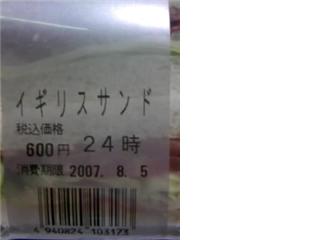 イギリスサンド
税込価格
600円 24時
消費期限 2007. 8. 5
4940824103173